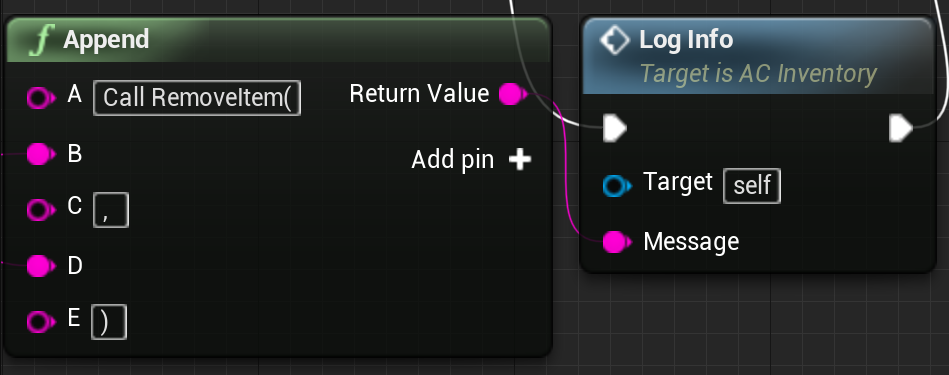 f Append
A Call RemoveItem(
Return Value
B
Add pin +
C ,
D
E )
Log Info
Target is AC Inventory
Target self
Message